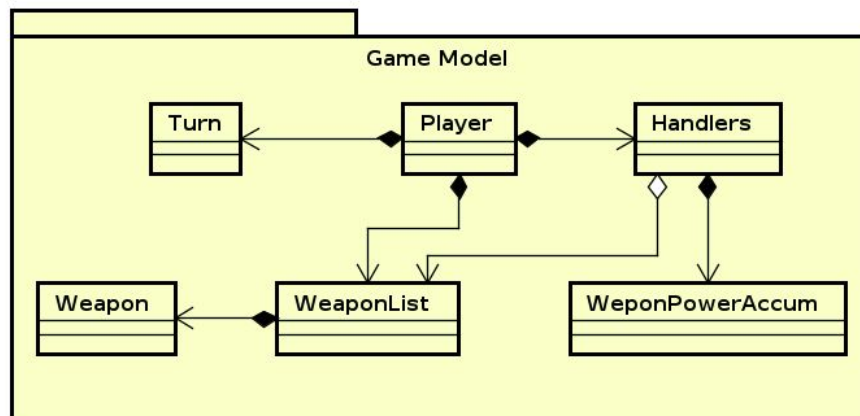 Game Model
Turn
Player
Handlers
Weapon
WeaponList
WeponPowerAccum